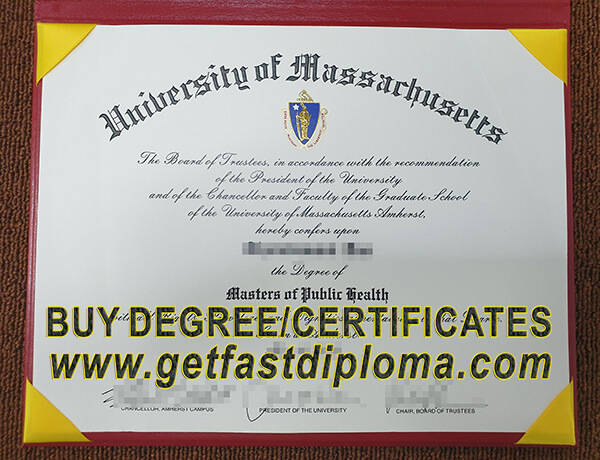 University of Massachusetts
The Board of Trustees, in accordance with the recommendation
of the President of the University
and of the Chancellor and Faculty of the Graduate School
of the University of Massachusetts Amherst,
hereby confers upon
the Degree of
Masters of Public Health
BUY DEGREE/CERTIFICATES
www.getfastdiploma.com
CHANCELLOR, AMHERST CAMPUS
PRESIDENT OF THE UNIVERSITY
CHAIR, BOARD OF TRUSTEES